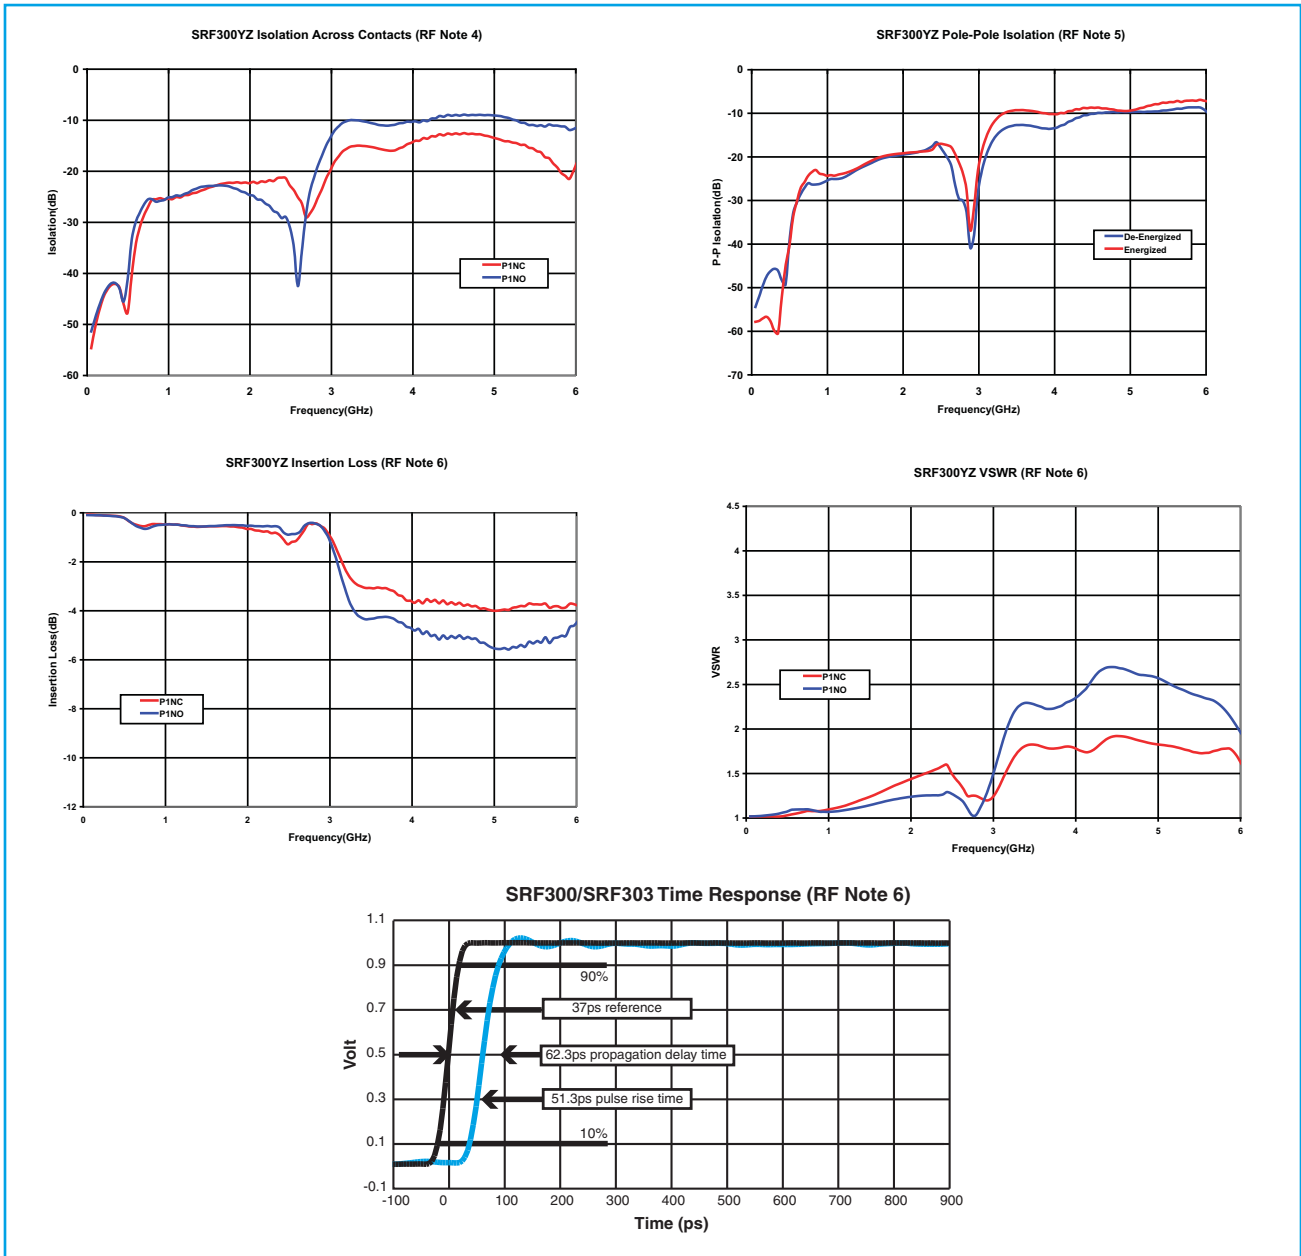 SRF300YZ Isolation Across Contacts (RF Note 4)
0
-10
-20
-30
-40
-50
-60
Isolation(dB)
P1NC
P1NO
0 1 2 3 4 5 6
Frequency(GHz)
SRF300YZ Pole-Pole Isolation (RF Note 5)
0
-10
-20
-30
-40
-50
-60
-70
P-P Isolation(dB)
De-Energized
Energized
0 1 2 3 4 5 6
Frequency(GHz)
SRF300YZ Insertion Loss (RF Note 6)
0
-2
-4
-6
-8
-10
-12
Insertion Loss(dB)
P1NC
P1NO
0 1 2 3 4 5 6
Frequency(GHz)
SRF300YZ VSWR (RF Note 6)
4.5
4
3.5
3
2.5
2
1.5
1
VSWR
P1NC
P1NO
0 1 2 3 4 5 6
Frequency(GHz)
SRF300/SRF303 Time Response (RF Note 6)
1.1
0.9
0.7
0.5
0.3
0.1
-0.1
Volt
90%
37ps reference
62.3ps propagation delay time
51.3ps pulse rise time
10%
-100 0 100 200 300 400 500 600 700 800 900
Time (ps)